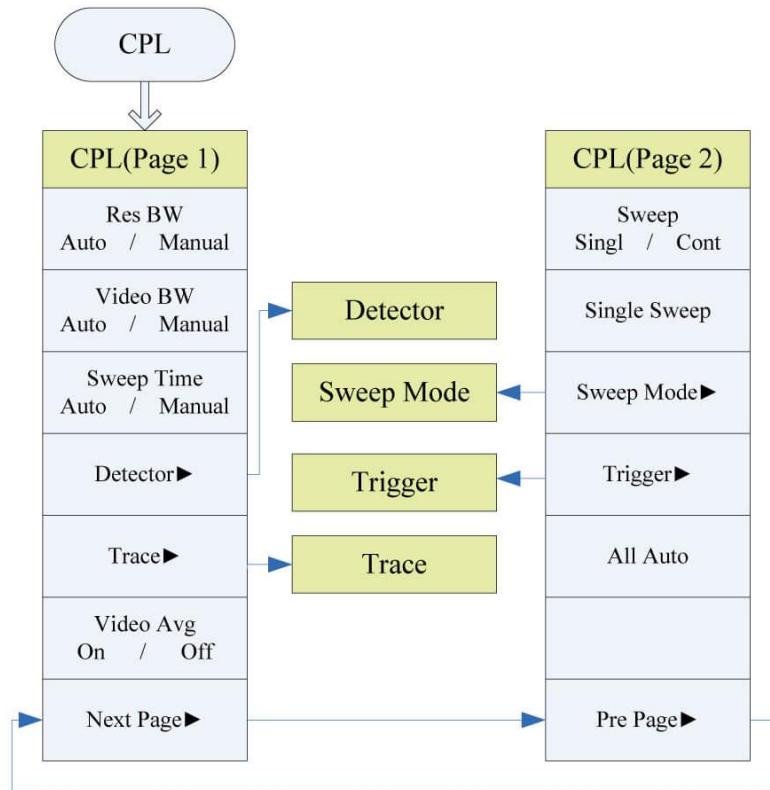 CPL
CPL(Page 1)
Res BW
Auto / Manual
Video BW
Auto / Manual
Sweep Time
Auto / Manual
Detector►
Trace►
Video Avg
On / Off
Next Page►
Detector
Sweep Mode
Trigger
Trace
CPL(Page 2)
Sweep
Singl / Cont
Single Sweep
Sweep Mode►
Trigger►
All Auto
Pre Page►